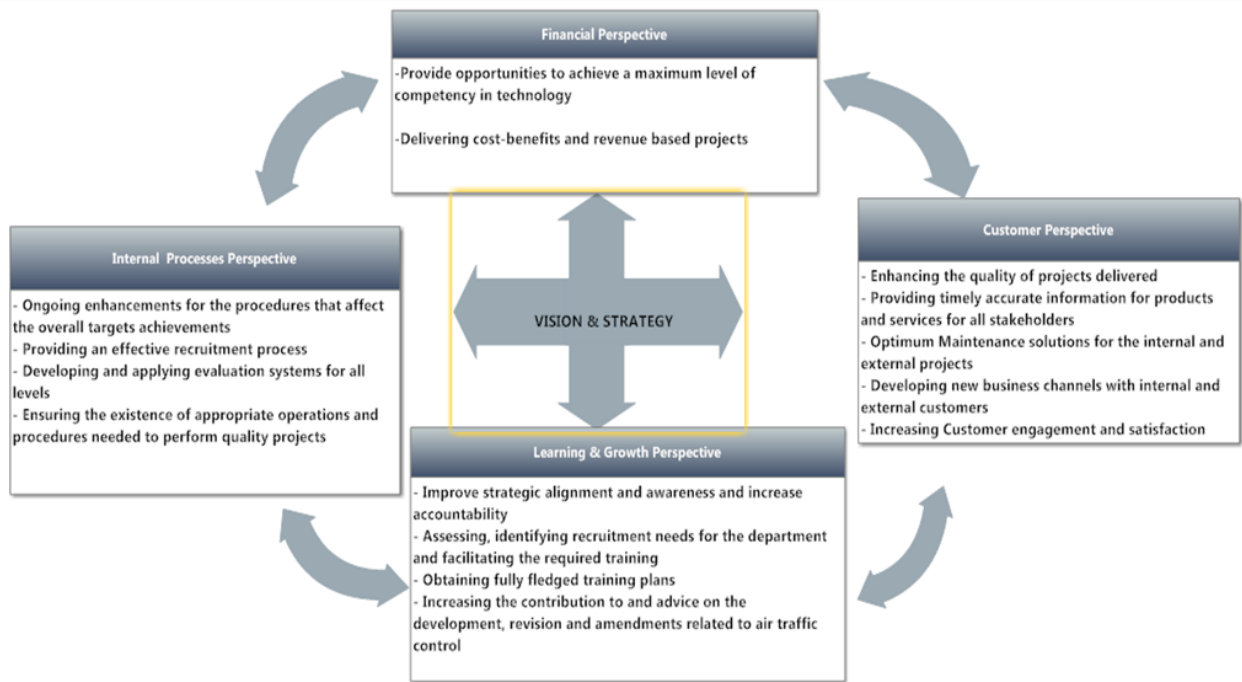 Financial Perspective
-Provide opportunities to achieve a maximum level of
competency in technology
-Delivering cost-benefits and revenue based projects
Internal Processes Perspective
- Ongoing enhancements for the procedures that affect
the overall targets achievements
- Providing an effective recruitment process
- Developing and applying evaluation systems for all
levels
- Ensuring the existence of appropriate operations and
procedures needed to perform quality projects
VISION & STRATEGY
Customer Perspective
- Enhancing the quality of projects delivered
- Providing timely accurate information for products
and services for all stakeholders
- Optimum Maintenance solutions for the internal and
external projects
- Developing new business channels with internal and
external customers
- Increasing Customer engagement and satisfaction
Learning & Growth Perspective
- Improve strategic alignment and awareness and increase
accountability
- Assessing, identifying recruitment needs for the department
and facilitating the required training
- Obtaining fully fledged training plans
- Increasing the contribution to and advice on the
development, revision and amendments related to air traffic
control